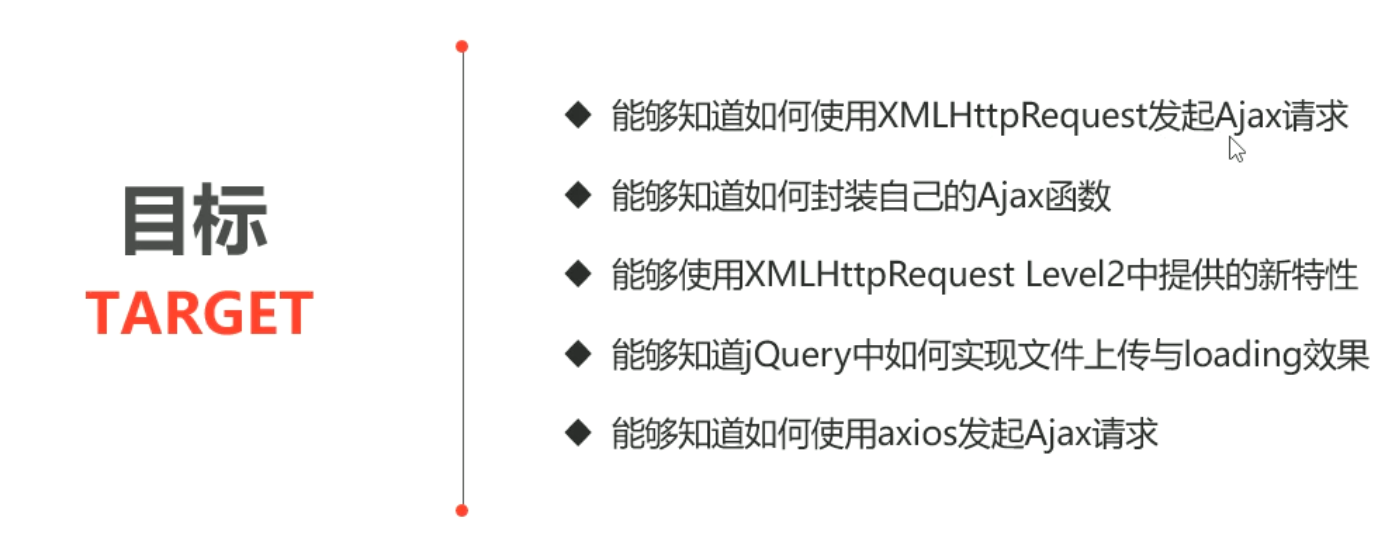 目标
TARGET
◆ 能够知道如何使用XMLHttpRequest发起Ajax请求
◆ 能够知道如何封装自己的Ajax函数
◆ 能够使用XMLHttpRequest Level2中提供的新特性
◆ 能够知道jQuery中如何实现文件上传与loading效果
◆ 能够知道如何使用axios发起Ajax请求